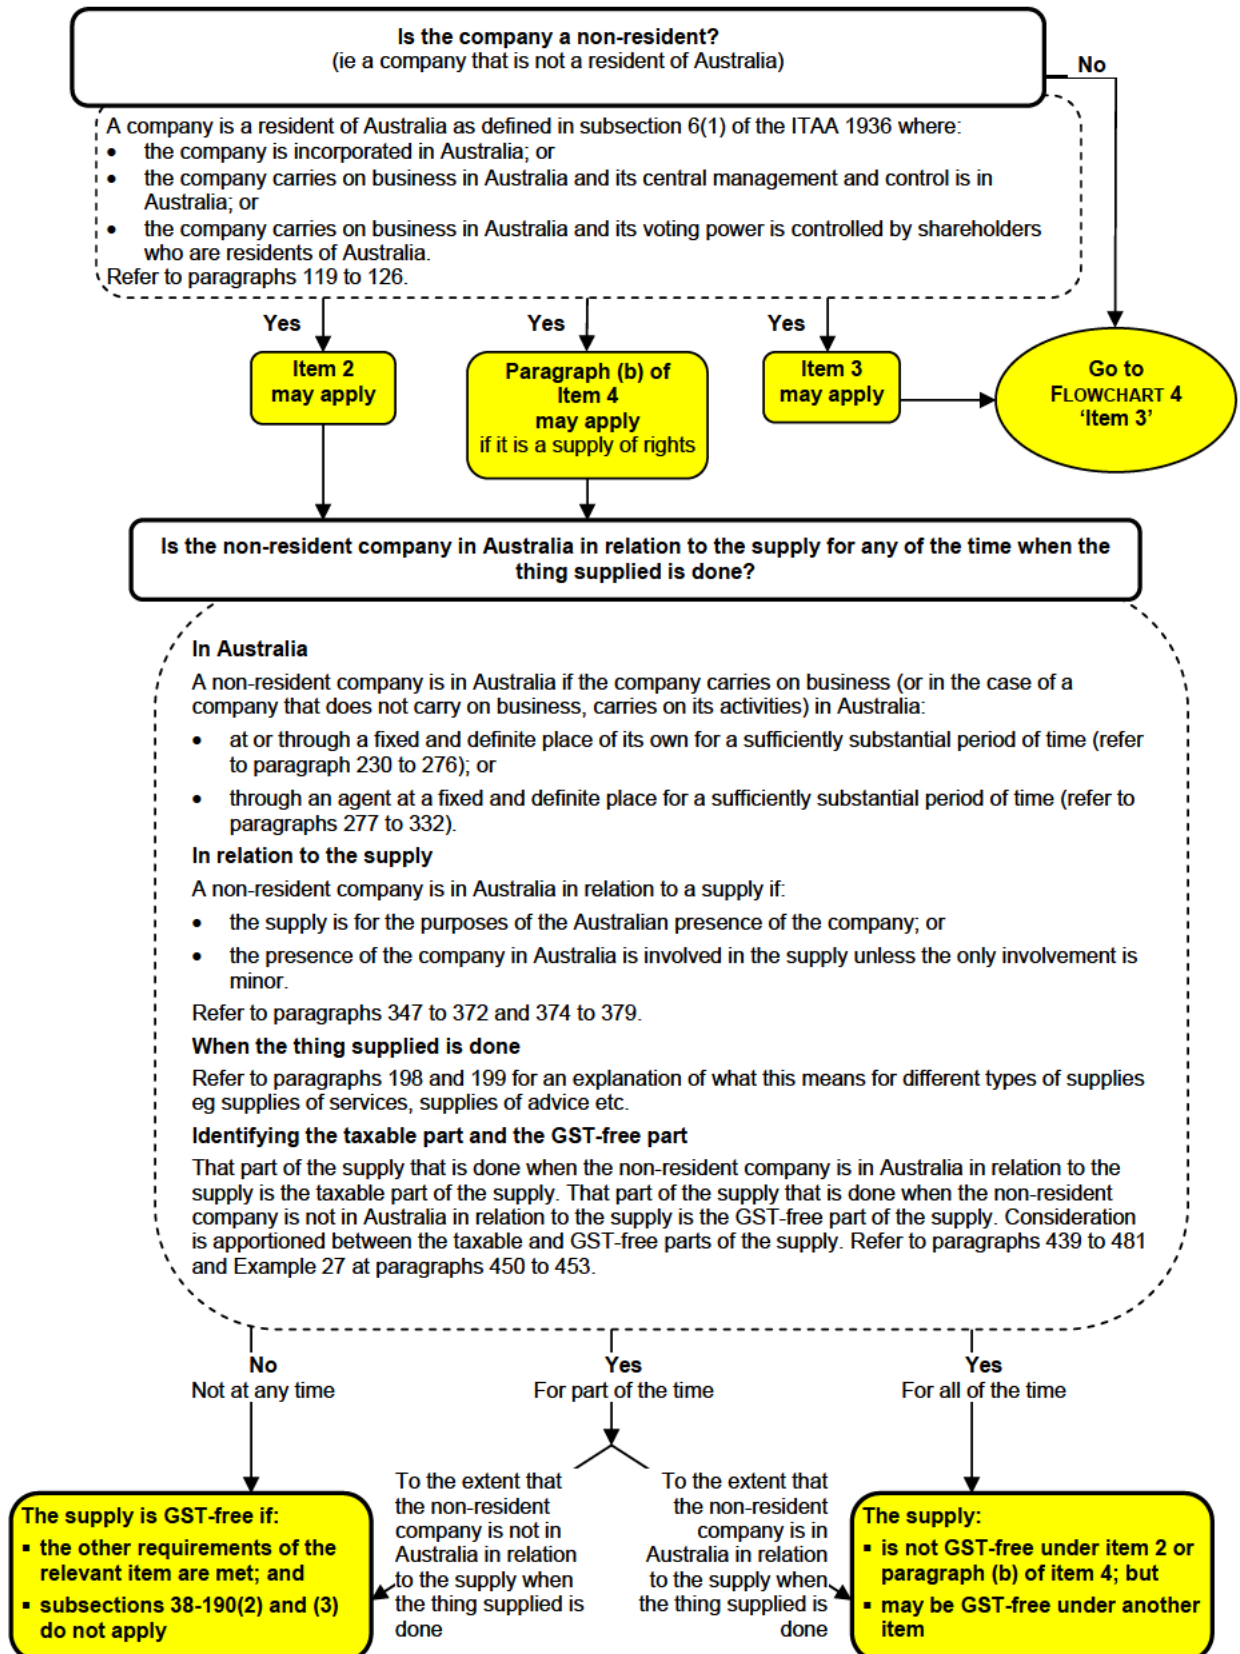 Is the company a non-resident?
(ie a company that is not a resident of Australia)
No
A company is a resident of Australia as defined in subsection 6(1) of the ITAA 1936 where:
• the company is incorporated in Australia; or
• the company carries on business in Australia and its central management and control is in
Australia; or
• the company carries on business in Australia and its voting power is controlled by shareholders
who are residents of Australia.
Refer to paragraphs 119 to 126.
Yes
Yes
Yes
Item 2
may apply
Paragraph (b) of
Item 4
may apply
if it is a supply of rights
Item 3
may apply
Go to
FLOWCHART 4
‘Item 3’
Is the non-resident company in Australia in relation to the supply for any of the time when the
thing supplied is done?
In Australia
A non-resident company is in Australia if the company carries on business (or in the case of a
company that does not carry on business, carries on its activities) in Australia:
• at or through a fixed and definite place of its own for a sufficiently substantial period of time (refer
to paragraph 230 to 276); or
• through an agent at a fixed and definite place for a sufficiently substantial period of time (refer to
paragraphs 277 to 332).
In relation to the supply
A non-resident company is in Australia in relation to a supply if:
• the supply is for the purposes of the Australian presence of the company; or
• the presence of the company in Australia is involved in the supply unless the only involvement is
minor.
Refer to paragraphs 347 to 372 and 374 to 379.
When the thing supplied is done
Refer to paragraphs 198 and 199 for an explanation of what this means for different types of supplies
eg supplies of services, supplies of advice etc.
Identifying the taxable part and the GST-free part
That part of the supply that is done when the non-resident company is in Australia in relation to the
supply is the taxable part of the supply. That part of the supply that is done when the non-resident
company is not in Australia in relation to the supply is the GST-free part of the supply. Consideration
is apportioned between the taxable and GST-free parts of the supply. Refer to paragraphs 439 to 481
and Example 27 at paragraphs 450 to 453.
No
Not at any time
Yes
For part of the time
Yes
For all of the time
The supply is GST-free if:
▪ the other requirements of the
relevant item are met; and
▪ subsections 38-190(2) and (3)
do not apply
To the extent that
the non-resident
company is not in
Australia in relation
to the supply when
the thing supplied is
done
To the extent that
the non-resident
company is in
Australia in relation
to the supply when
the thing supplied is
done
The supply:
▪ is not GST-free under item 2 or
paragraph (b) of item 4; but
▪ may be GST-free under another
item